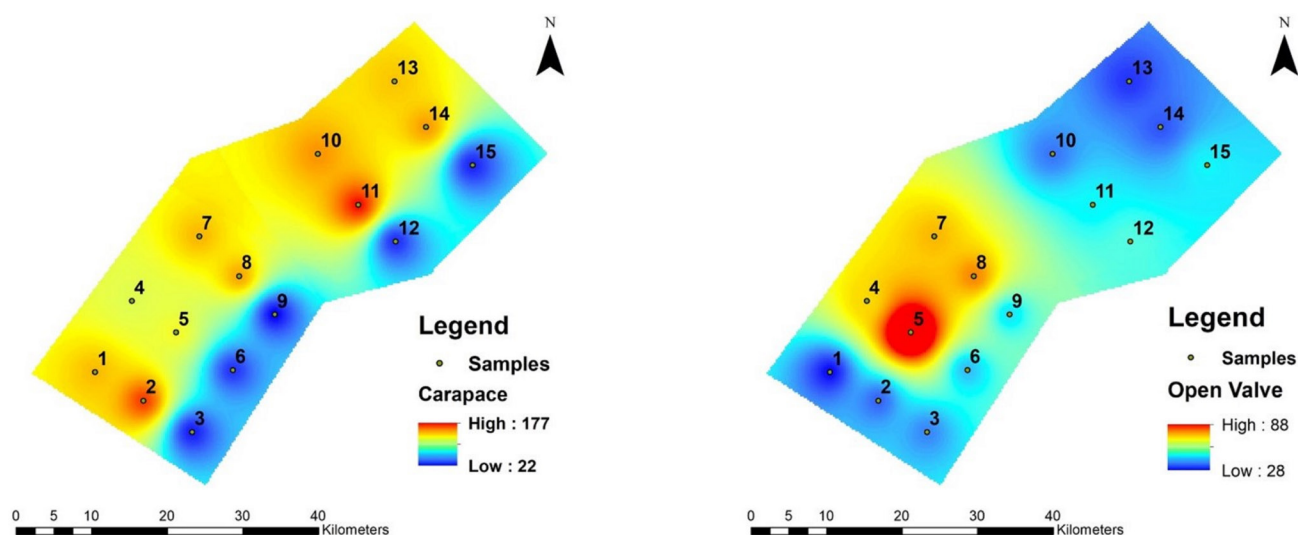 N
13
14
10
15
11
12
7
8
9
4
5
6
1
2
3
Legend
Samples
Carapace
High : 177
Low : 22
0 5 10 20 30 40
Kilometers
N
13
14
10
15
11
12
7
8
9
4
5
6
1
2
3
Legend
Samples
Open Valve
High : 88
Low : 28
0 5 10 20 30 40
Kilometers